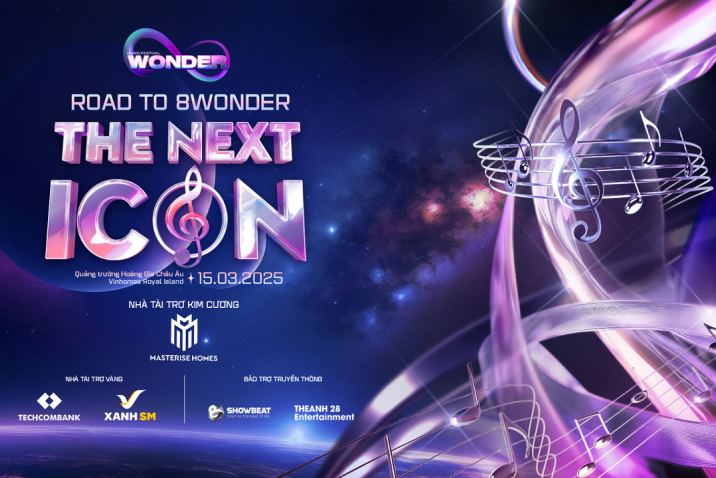 MUSIC FESTIVAL
WONDER
ROAD TO 8WONDER
THE NEXT
ICON
Quảng trường Hoàng Gia Châu Âu
Vinhomes Royal Island
15.03.2025
NHÀ TÀI TRỢ KIM CƯƠNG
MASTERISE HOMES
NHÀ TÀI TRỢ VÀNG
BẢO TRỢ TRUYỀN THÔNG
TECHCOMBANK
XANH SM
SHOWBEAT
THEANH 28
Entertainment